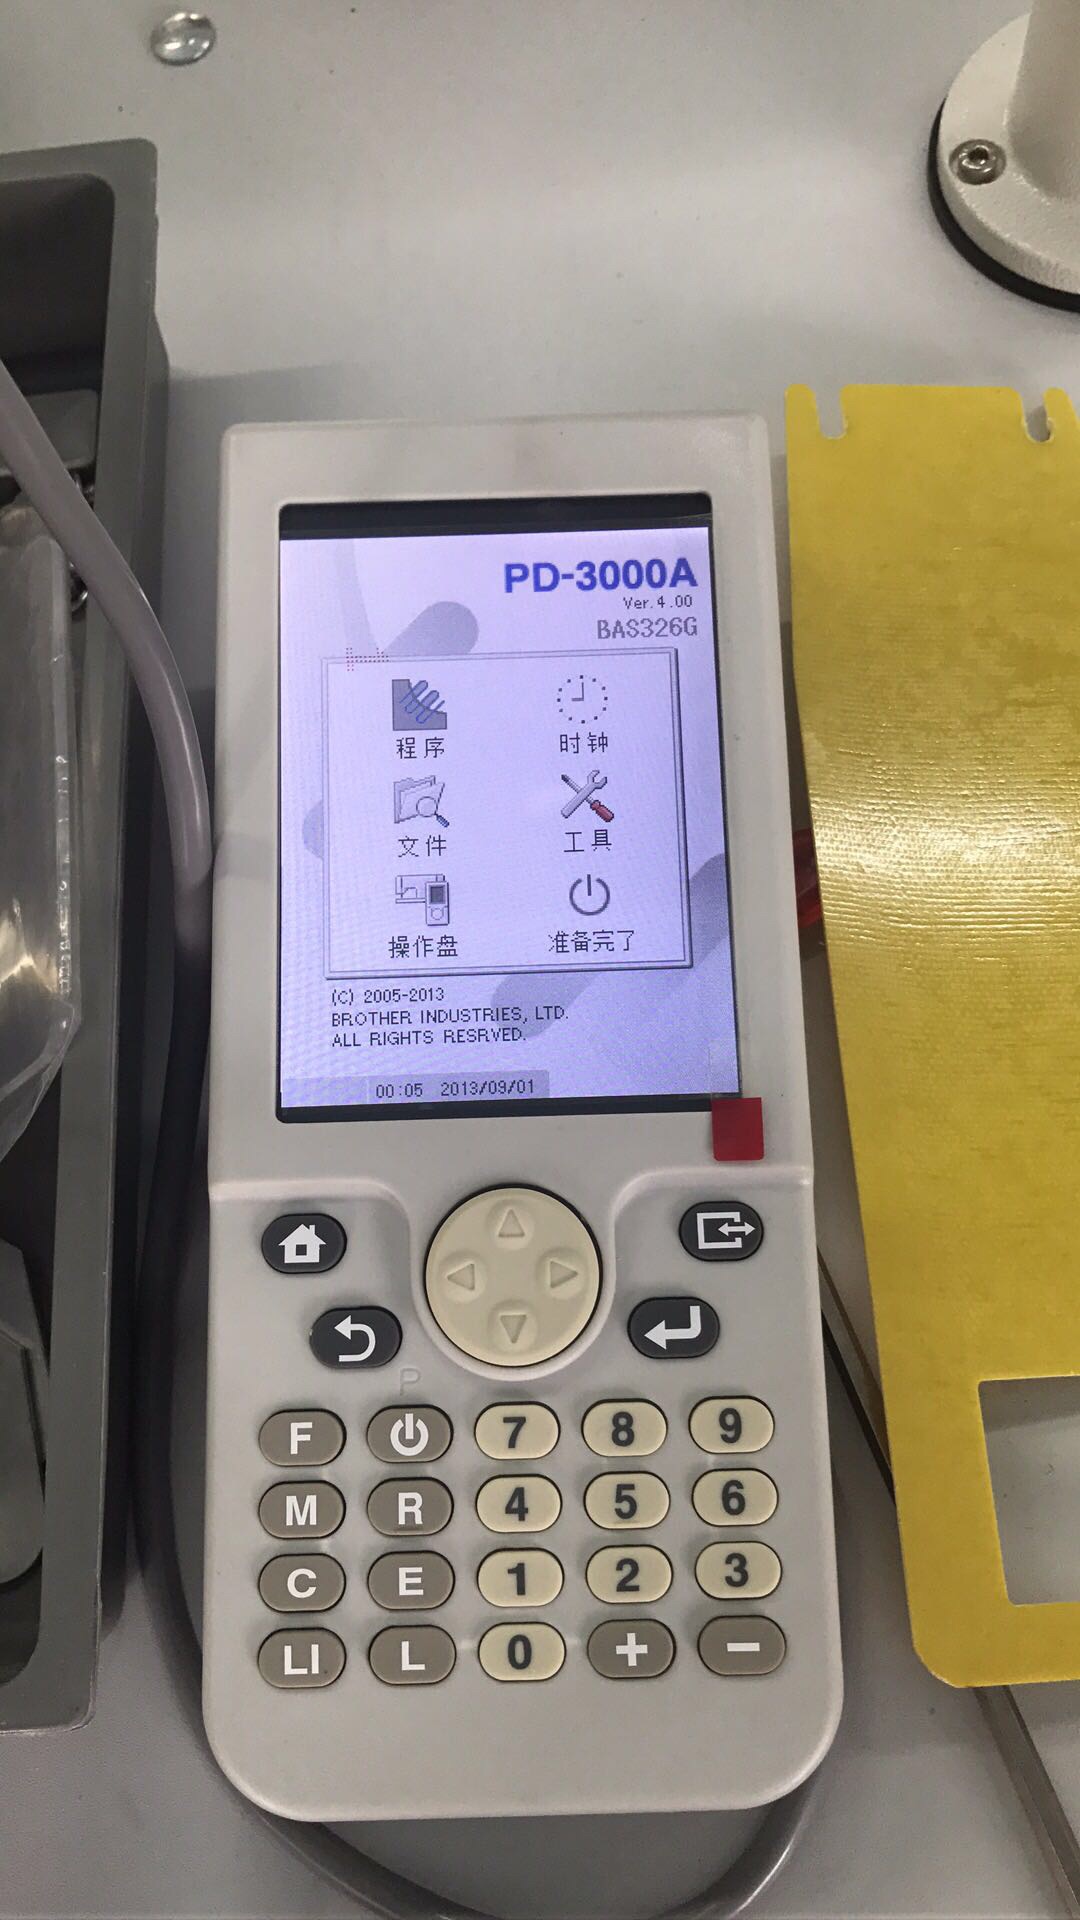 PD-3000A
Ver.4.00
BAS326G
程序 时钟
文件 工具
操作盘 准备完了
(C) 2005-2013
BROTHER INDUSTRIES, LTD.
ALL RIGHTS RESRVED.
00:05 2013/09/01
P
F 7 8 9
M R 4 5 6
C E 1 2 3
LI L 0 + −